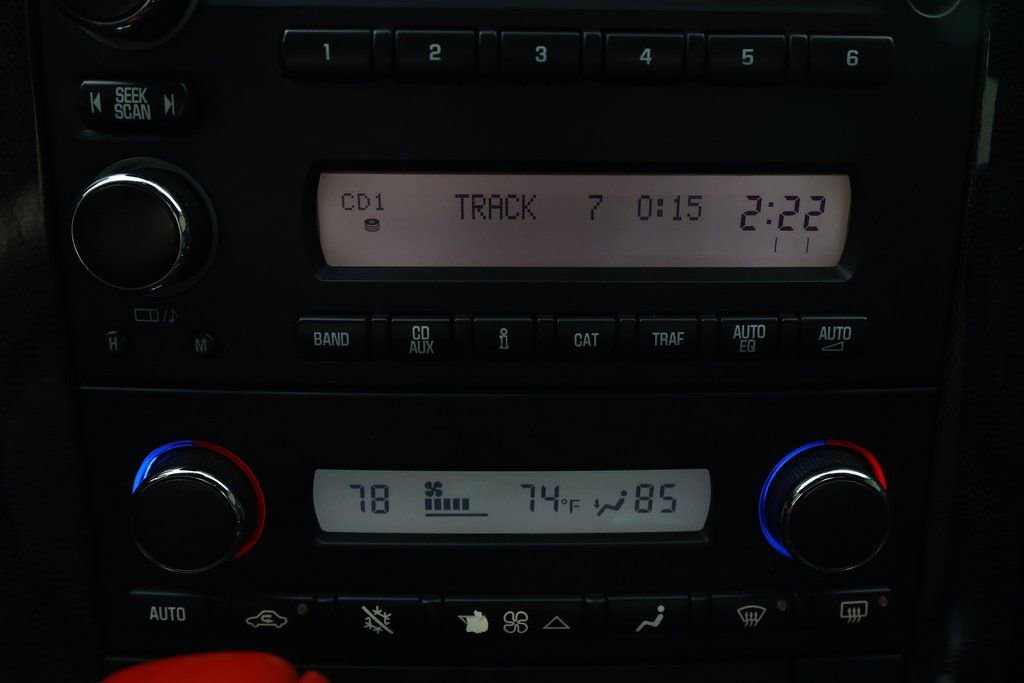 1 2 3 4 5 6
SEEK
SCAN
CD1 TRACK 7 0:15 2:22
[ ]
H M
BAND CD AUX i CAT TRAF AUTO EQ AUTO
78 74°F 85
AUTO